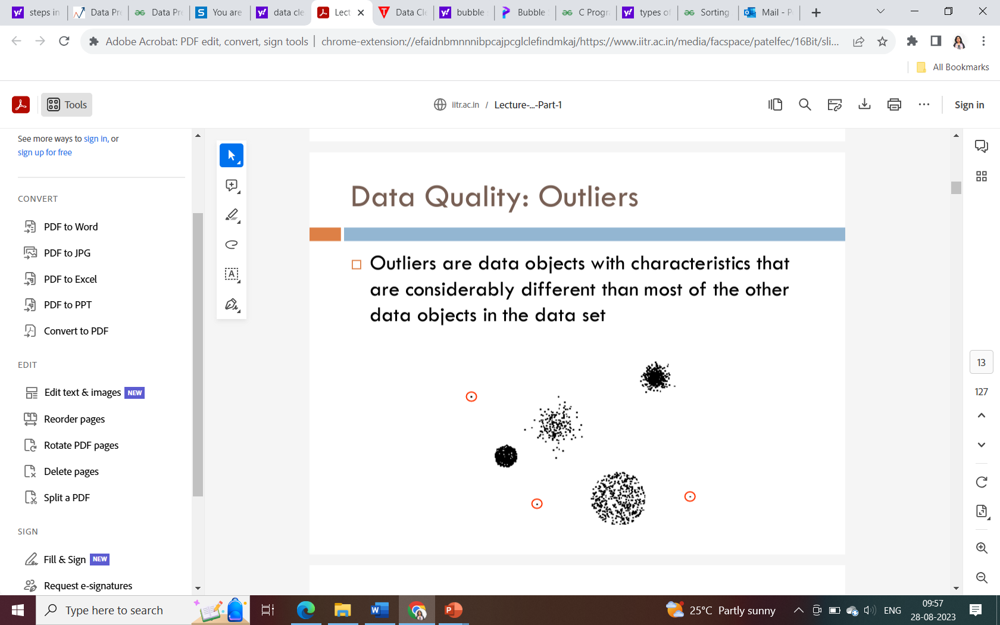 steps in
Data Pre
Data Pre
You are
data cle
Lect
Data Cle
bubble
Bubble
C Progra
types of
Sorting
Mail - P
Adobe Acrobat: PDF edit, convert, sign tools
chrome-extension://efaidnbmnnnibpcajpcglclefindmkaj/https://www.iitr.ac.in/media/facspace/patelfec/16Bit/sli...
All Bookmarks
Tools
iitr.ac.in / Lecture-...-Part-1
Sign in
See more ways to sign in, or
sign up for free
CONVERT
PDF to Word
PDF to JPG
PDF to Excel
PDF to PPT
Convert to PDF
EDIT
Edit text & images NEW
Reorder pages
Rotate PDF pages
Delete pages
Split a PDF
SIGN
Fill & Sign NEW
Request e-signatures
Data Quality: Outliers
Outliers are data objects with characteristics that
are considerably different than most of the other
data objects in the data set
13
127
Type here to search
25°C Partly sunny
ENG
09:57
28-08-2023